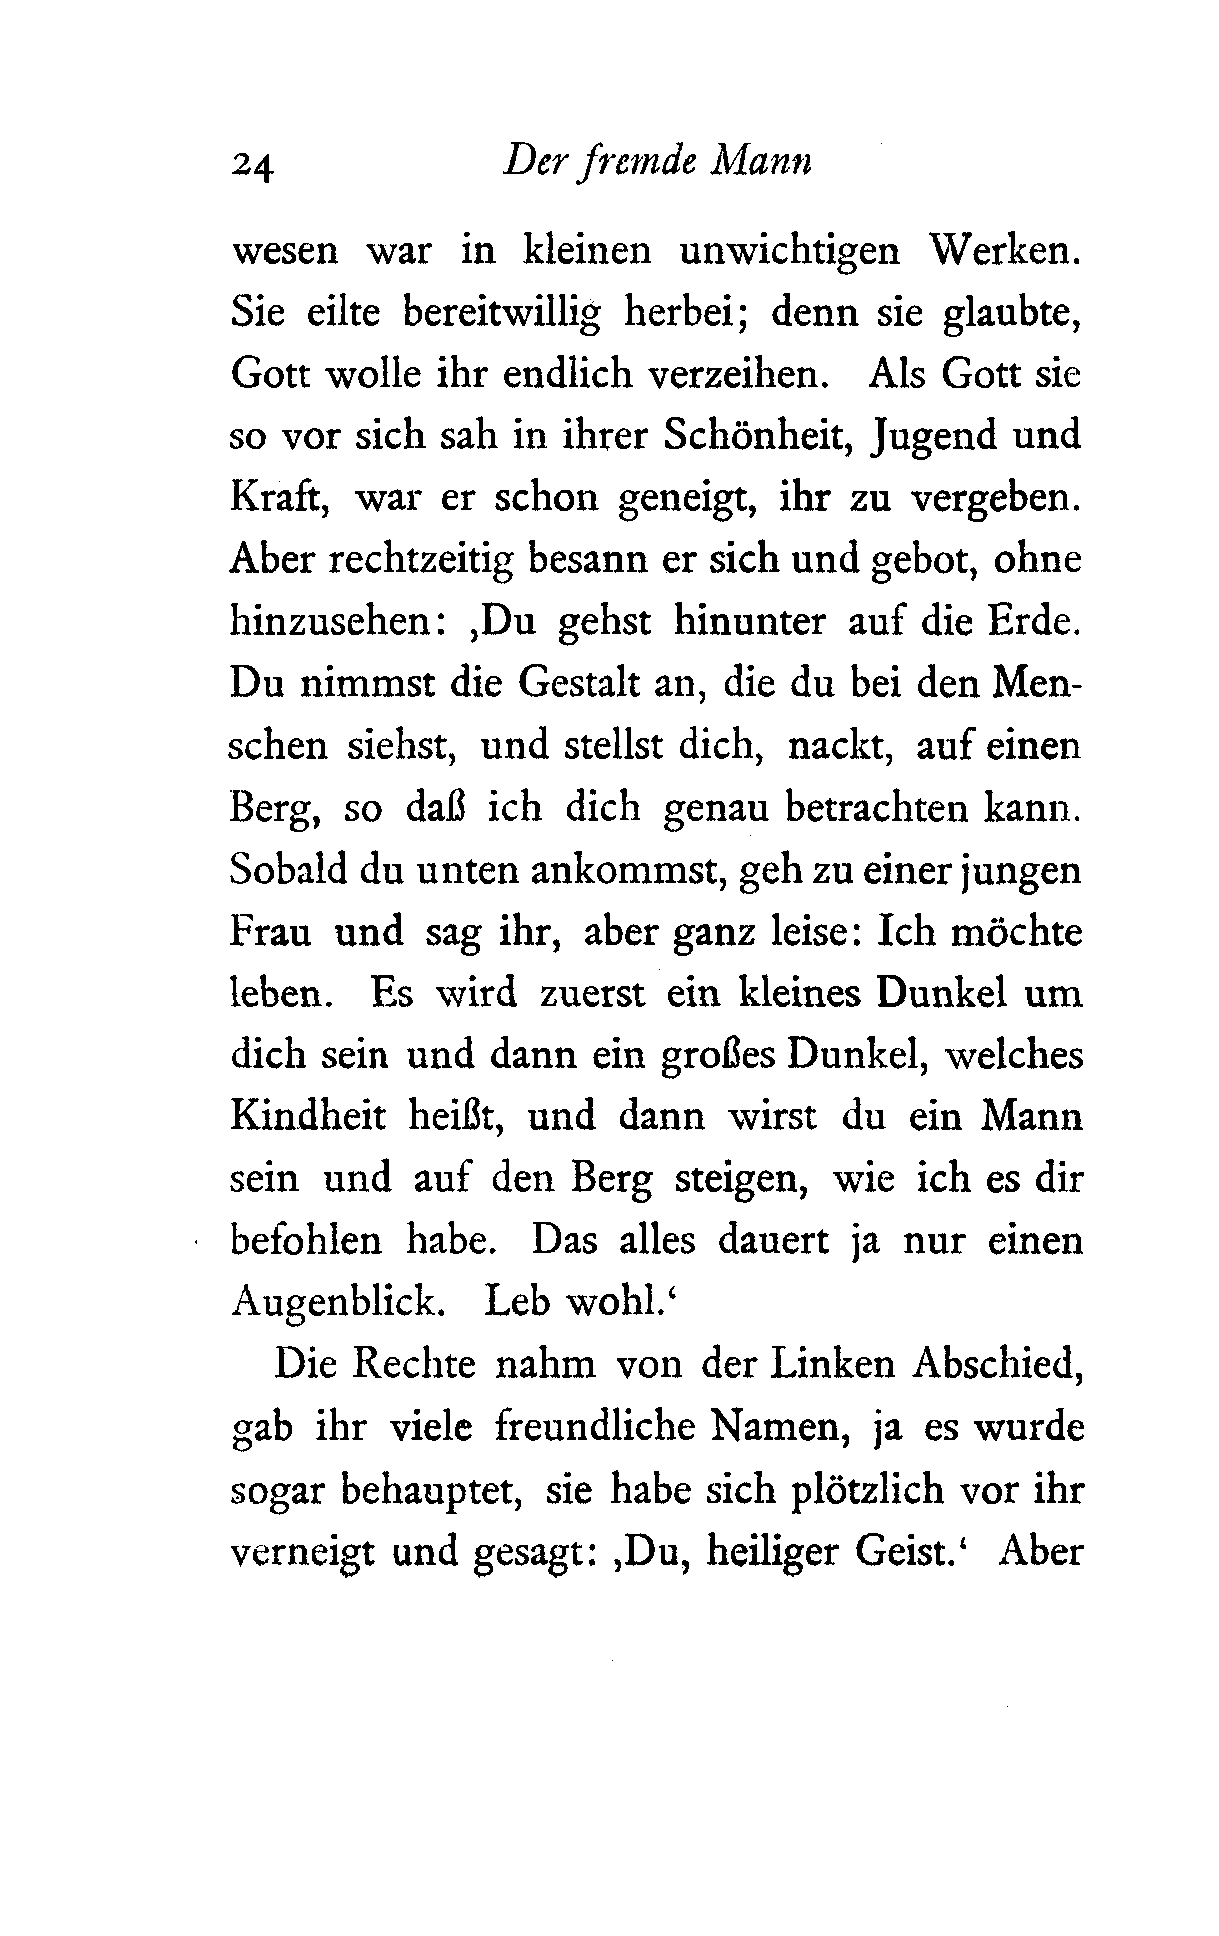 24 Der fremde Mann
wesen war in kleinen unwichtigen Werken.
Sie eilte bereitwillig herbei; denn sie glaubte,
Gott wolle ihr endlich verzeihen. Als Gott sie
so vor sich sah in ihrer Schönheit, Jugend und
Kraft, war er schon geneigt, ihr zu vergeben.
Aber rechtzeitig besann er sich und gebot, ohne
hinzusehen: ‚Du gehst hinunter auf die Erde.
Du nimmst die Gestalt an, die du bei den Men-
schen siehst, und stellst dich, nackt, auf einen
Berg, so daß ich dich genau betrachten kann.
Sobald du unten ankommst, geh zu einer jungen
Frau und sag ihr, aber ganz leise: Ich möchte
leben. Es wird zuerst ein kleines Dunkel um
dich sein und dann ein großes Dunkel, welches
Kindheit heißt, und dann wirst du ein Mann
sein und auf den Berg steigen, wie ich es dir
befohlen habe. Das alles dauert ja nur einen
Augenblick. Leb wohl.‘
Die Rechte nahm von der Linken Abschied,
gab ihr viele freundliche Namen, ja es wurde
sogar behauptet, sie habe sich plötzlich vor ihr
verneigt und gesagt: ‚Du, heiliger Geist.‘ Aber